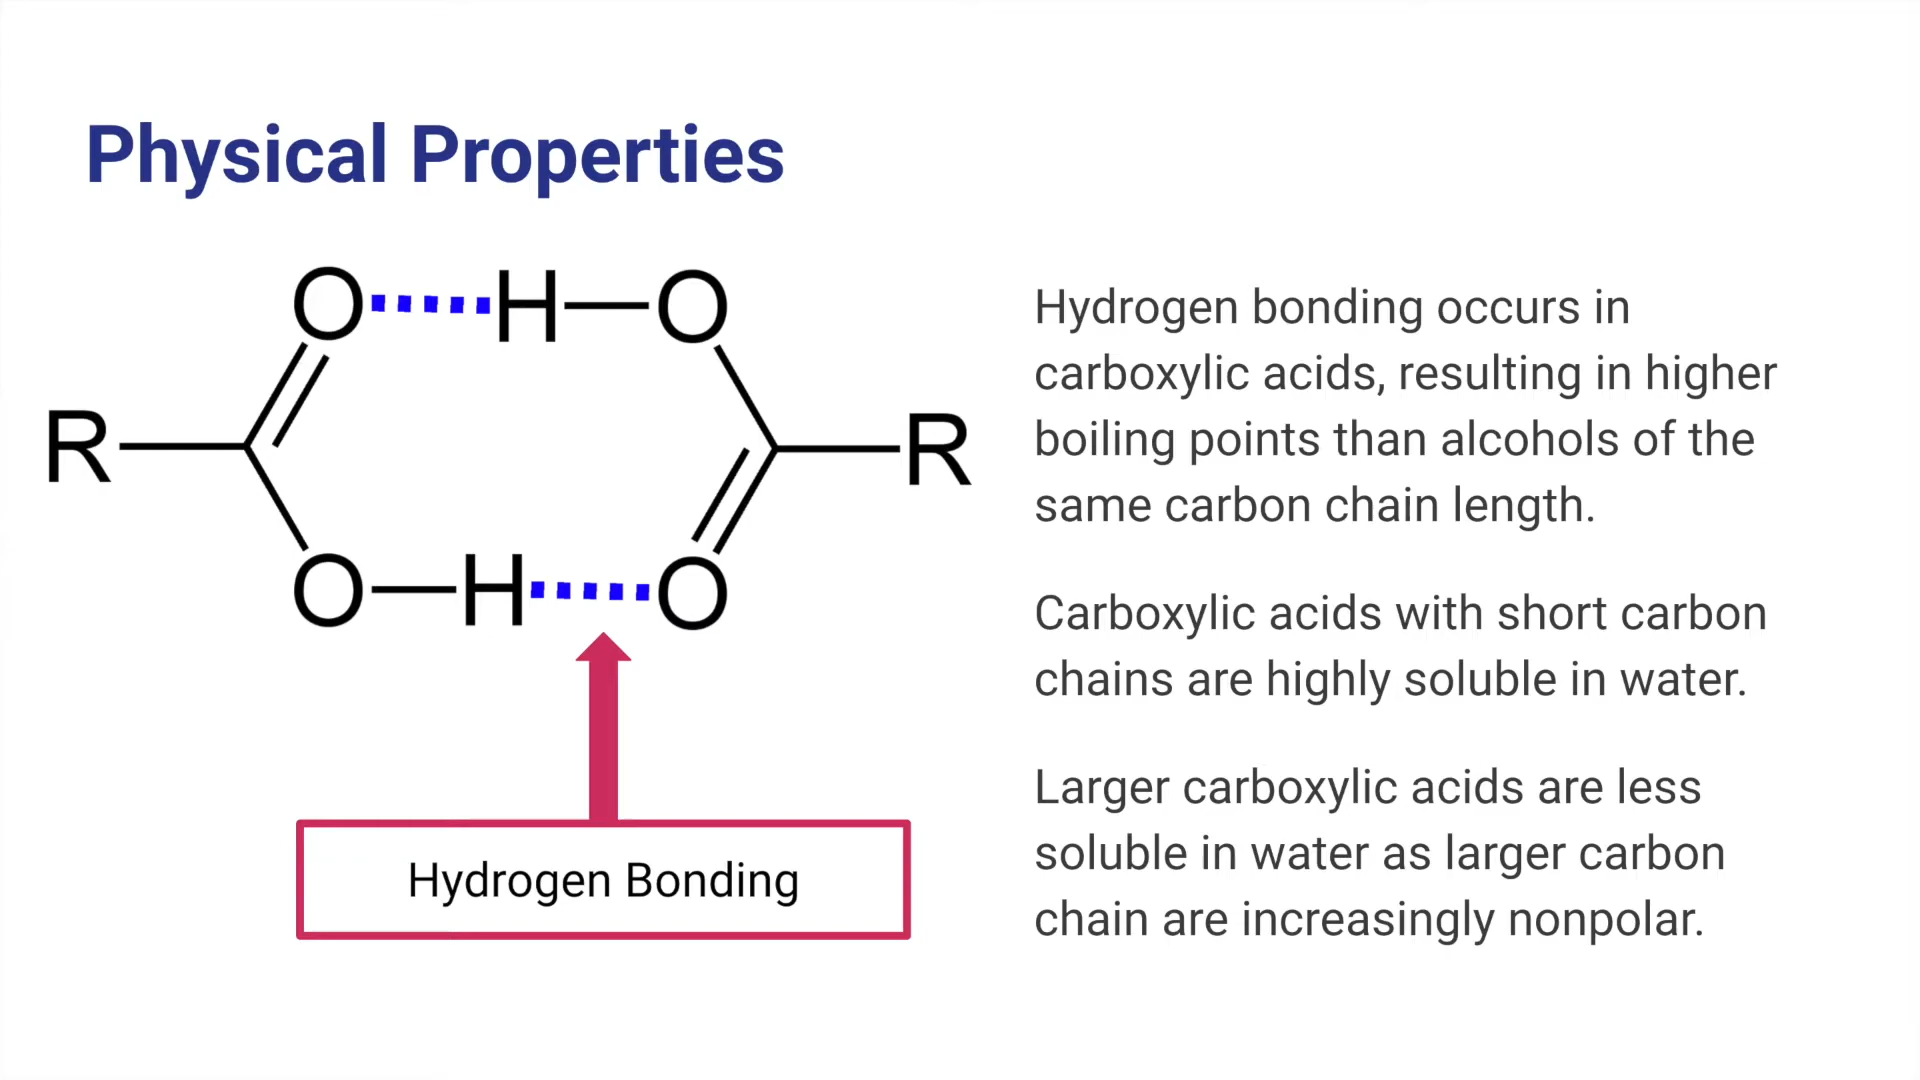 Physical Properties
O H O
R R
O H O
Hydrogen Bonding
Hydrogen bonding occurs in
carboxylic acids, resulting in higher
boiling points than alcohols of the
same carbon chain length.
Carboxylic acids with short carbon
chains are highly soluble in water.
Larger carboxylic acids are less
soluble in water as larger carbon
chain are increasingly nonpolar.